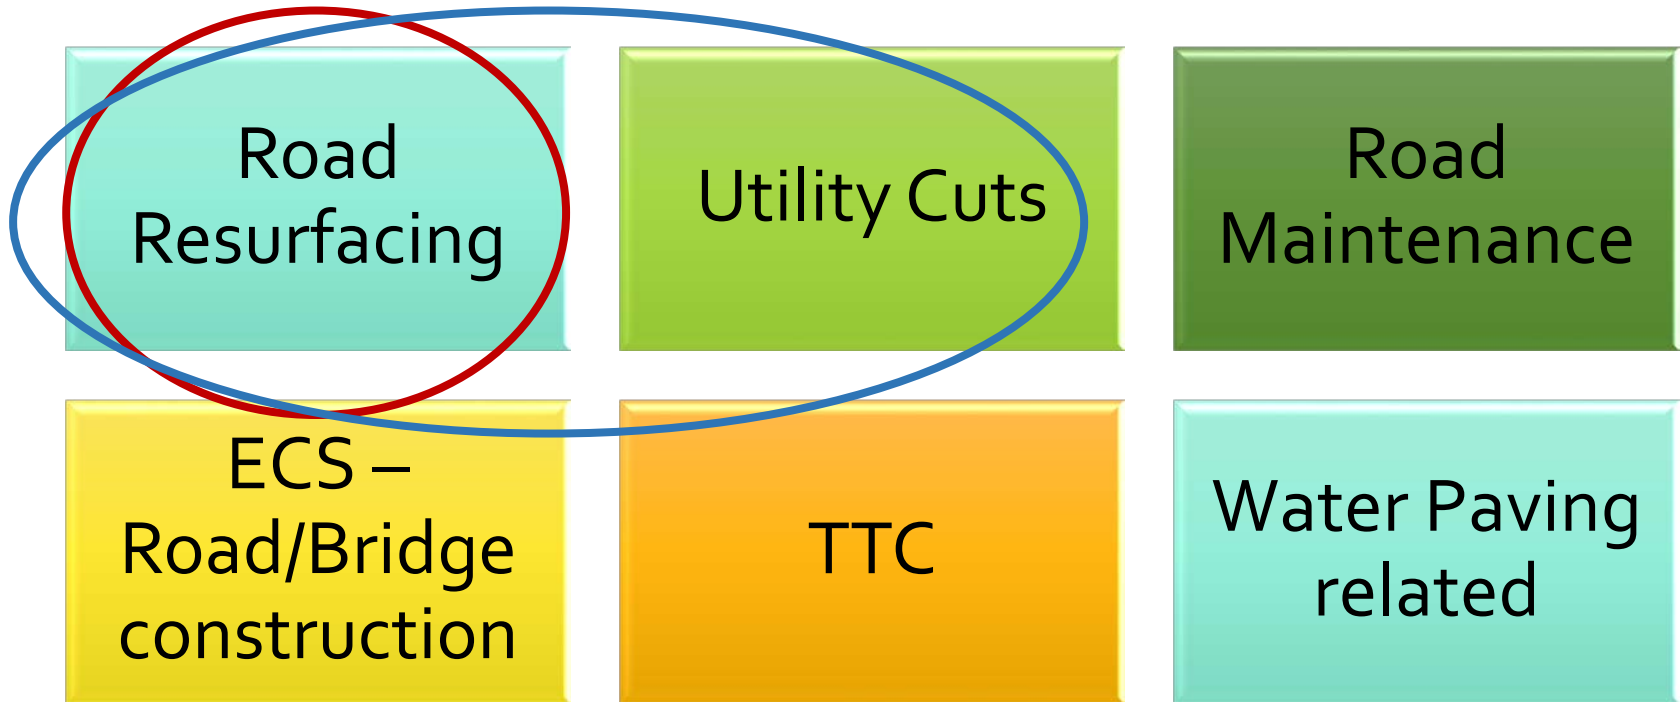 Road
Resurfacing
Utility Cuts
Road
Maintenance
ECS –
Road/Bridge
construction
TTC
Water Paving
related